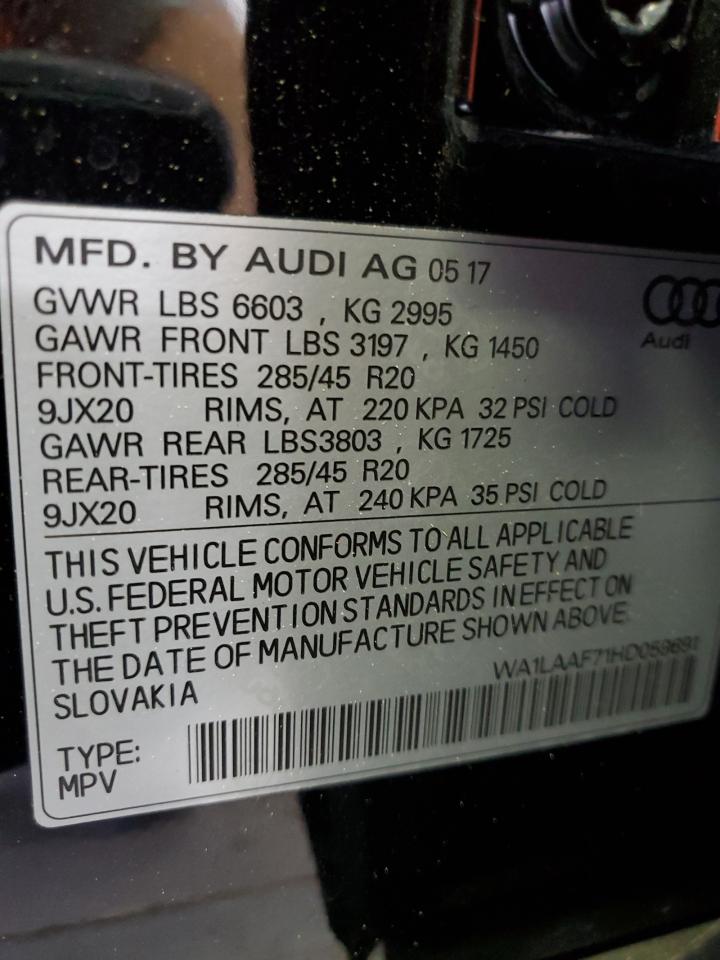 MFD. BY AUDI AG 05 17
GVWR LBS 6603 , KG 2995
GAWR FRONT LBS 3197 , KG 1450
Audi
FRONT-TIRES 285/45 R20
9JX20 RIMS, AT 220 KPA 32 PSI COLD
GAWR REAR LBS3803 , KG 1725
REAR-TIRES 285/45 R20
9JX20 RIMS, AT 240 KPA 35 PSI COLD
THIS VEHICLE CONFORMS TO ALL APPLICABLE
U.S. FEDERAL MOTOR VEHICLE SAFETY AND
THEFT PREVENTION STANDARDS IN EFFECT ON
THE DATE OF MANUFACTURE SHOWN ABOVE.
SLOVAKIA
TYPE:
MPV